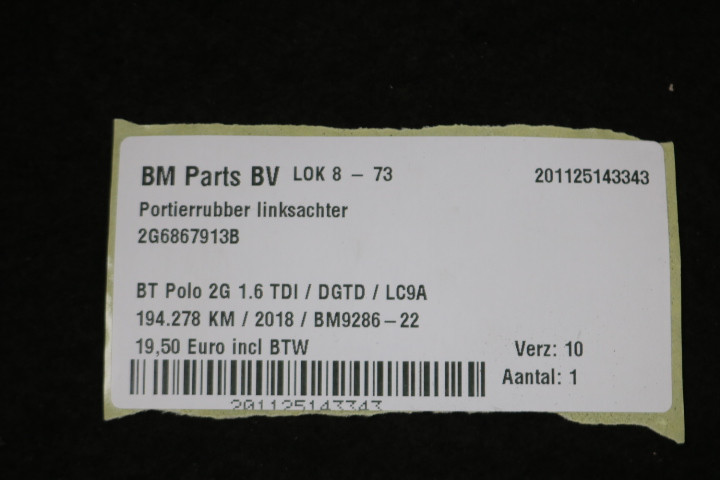 BM Parts BV LOK 8 - 73 201125143343
Portierrubber linksachter
2G6867913B
BT Polo 2G 1.6 TDI / DGTD / LC9A
194.278 KM / 2018 / BM9286-22
19,50 Euro incl BTW Verz: 10
Aantal: 1
201125143343